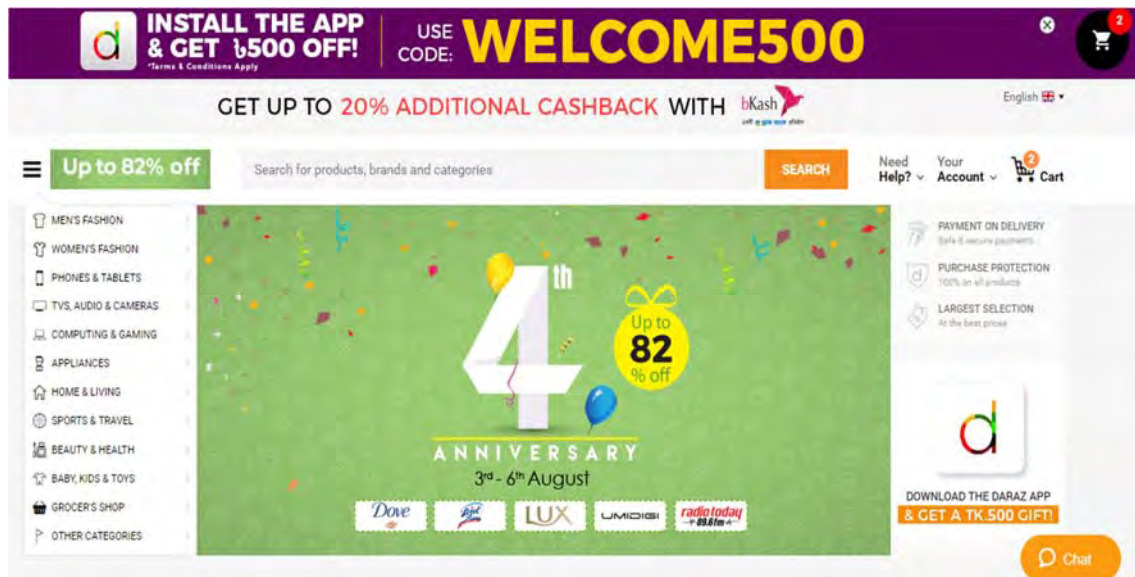 INSTALL THE APP
& GET ৳500 OFF!
*Terms & Conditions Apply
USE
CODE:
WELCOME500
2
GET UP TO 20% ADDITIONAL CASHBACK WITH bKash
English
Up to 82% off
Search for products, brands and categories
SEARCH
Need
Help?
Your
Account
2
Cart
MEN'S FASHION
WOMEN'S FASHION
PHONES & TABLETS
TVS, AUDIO & CAMERAS
COMPUTING & GAMING
APPLIANCES
HOME & LIVING
SPORTS & TRAVEL
BEAUTY & HEALTH
BABY, KIDS & TOYS
GROCER'S SHOP
OTHER CATEGORIES
4th
Up to
82
% off
ANNIVERSARY
3rd - 6th August
Dove
LUX
UMIDIGI
radio today
89.6fm
PAYMENT ON DELIVERY
Safe & secure payments
PURCHASE PROTECTION
100% on all products
LARGEST SELECTION
At the best prices
DOWNLOAD THE DARAZ APP
& GET A TK.500 GIFT!
Chat